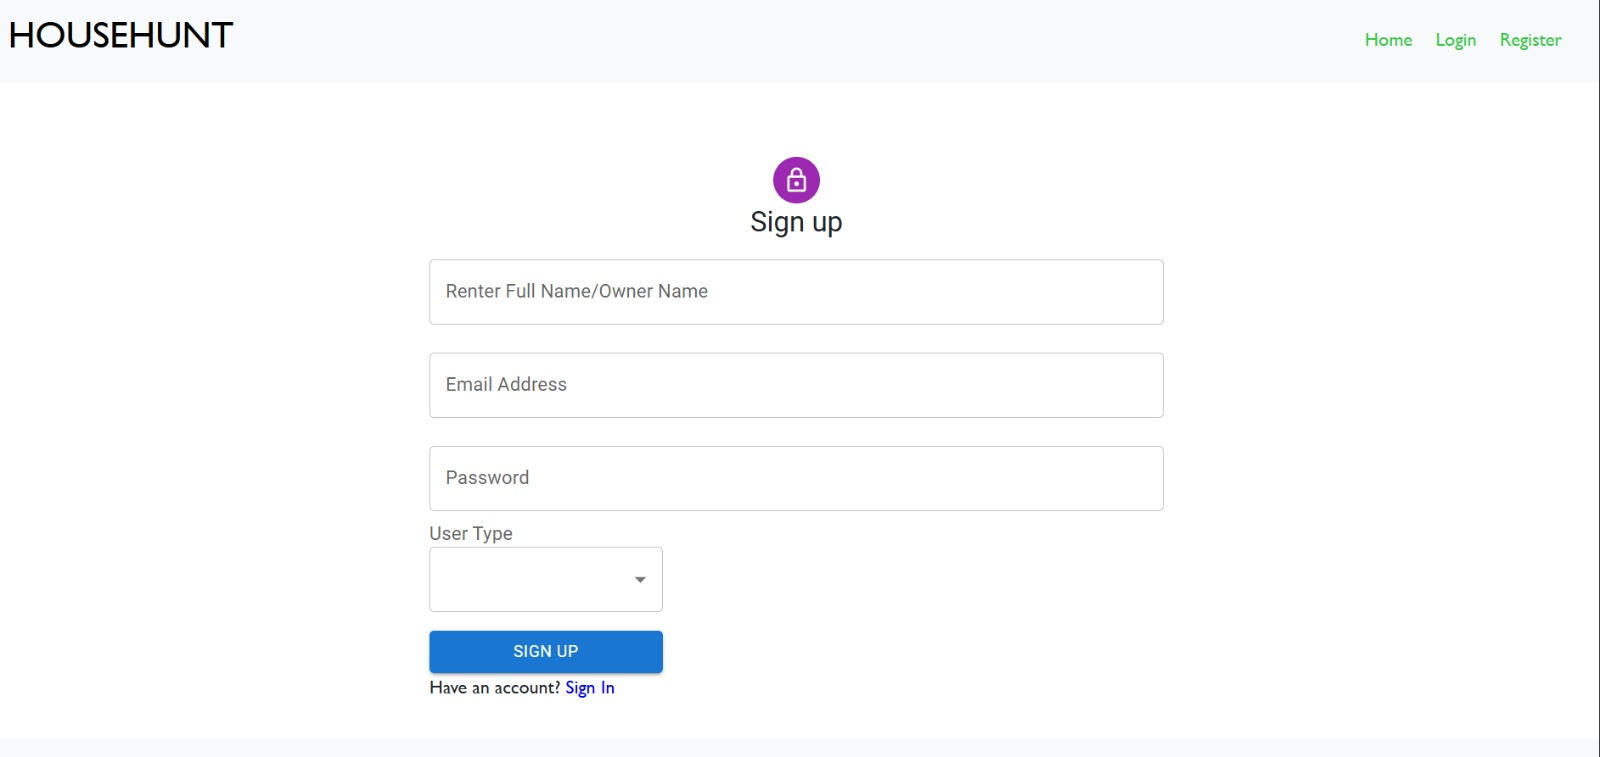 HOUSEHUNT
Home Login Register
Sign up
Renter Full Name/Owner Name
Email Address
Password
User Type
SIGN UP
Have an account? Sign In